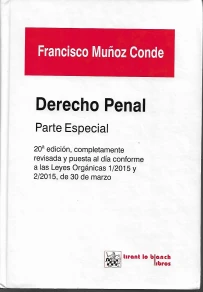 Francisco Muñoz Conde
Derecho Penal
Parte Especial
20ª edición, completamente
revisada y puesta al día conforme
a las Leyes Orgánicas 1/2015 y
2/2015, de 30 de marzo
tirant lo blanch
libros